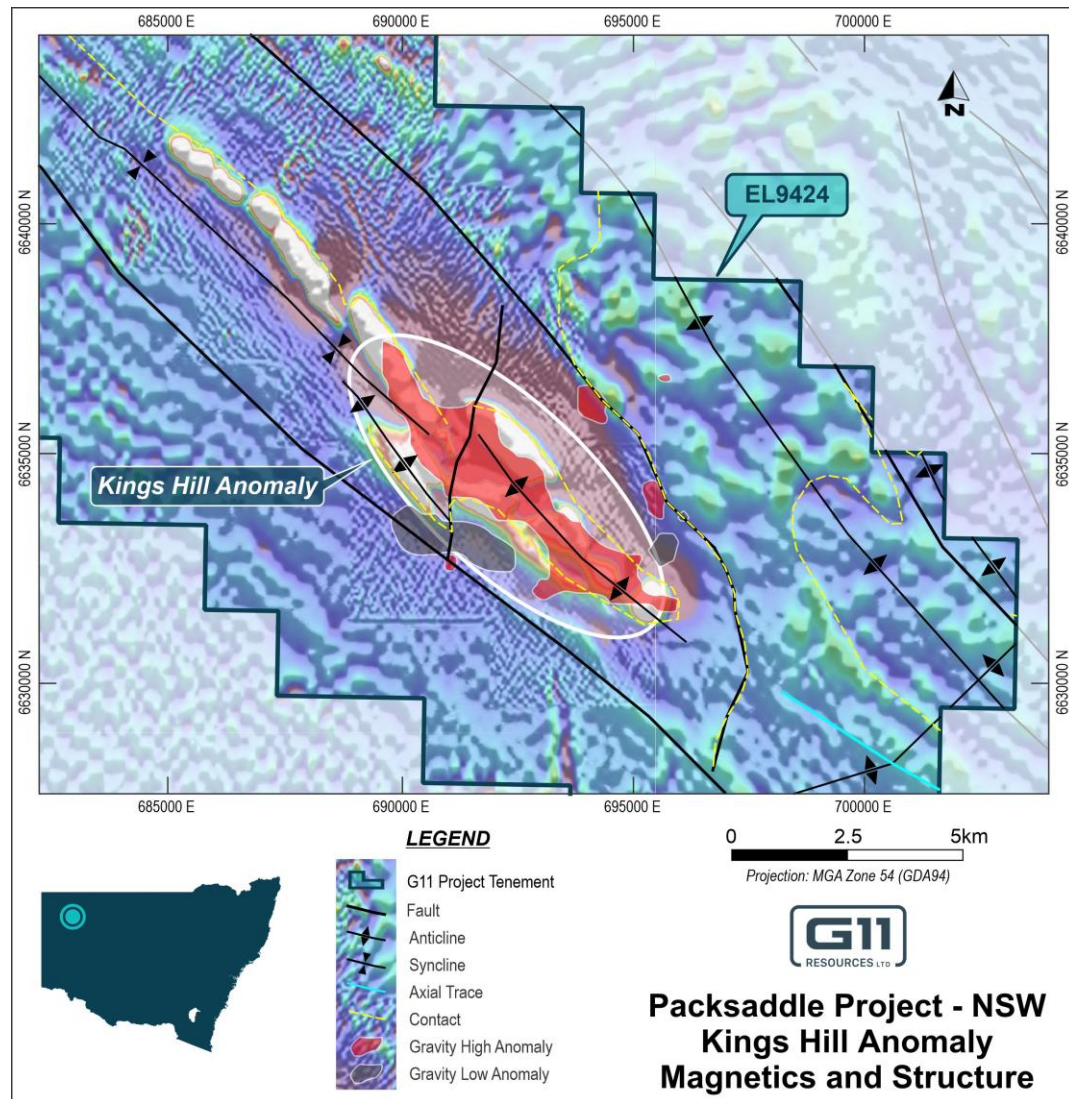 685000 E
690000 E
695000 E
700000 E
N
EL9424
6640000 N
6640000 N
6635000 N
6635000 N
Kings Hill Anomaly
6630000 N
6630000 N
685000 E
690000 E
695000 E
700000 E
LEGEND
G11 Project Tenement
Fault
Anticline
Syncline
Axial Trace
Contact
Gravity High Anomaly
Gravity Low Anomaly
0 2.5 5km
Projection: MGA Zone 54 (GDA94)
G11
RESOURCES LTD
Packsaddle Project - NSW
Kings Hill Anomaly
Magnetics and Structure